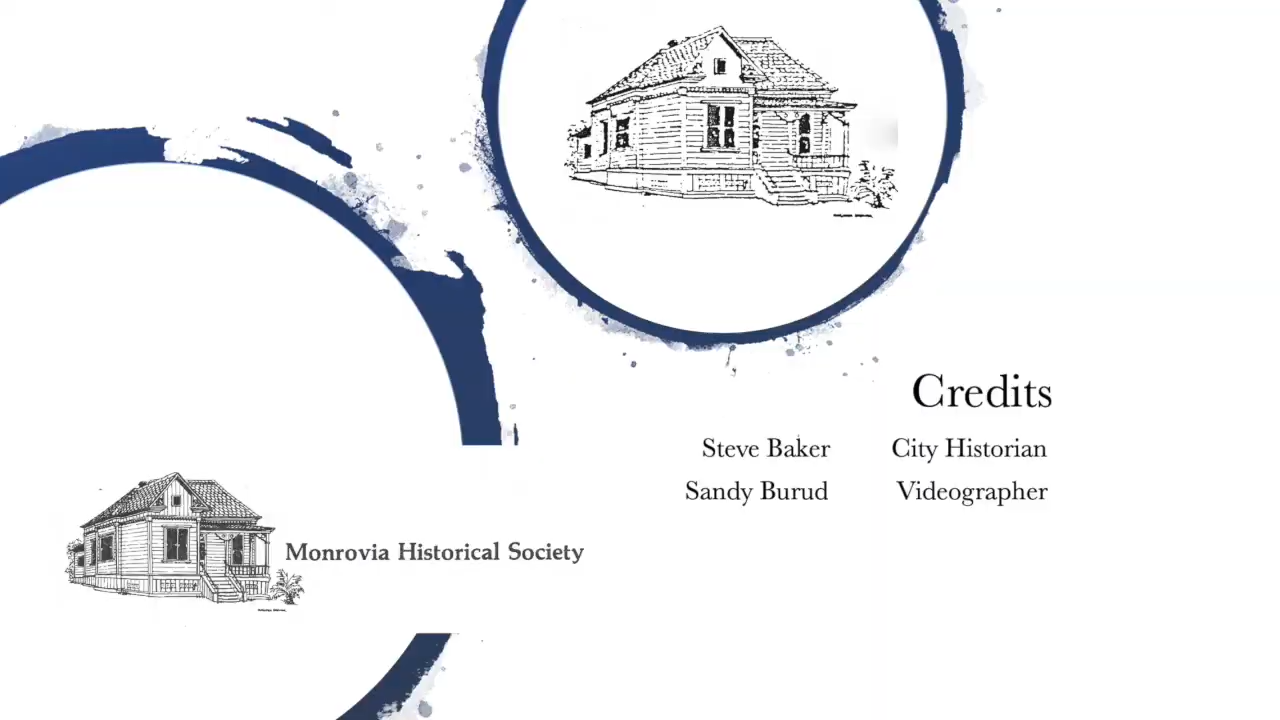 Credits
Steve Baker City Historian
Sandy Burud Videographer
Monrovia Historical Society